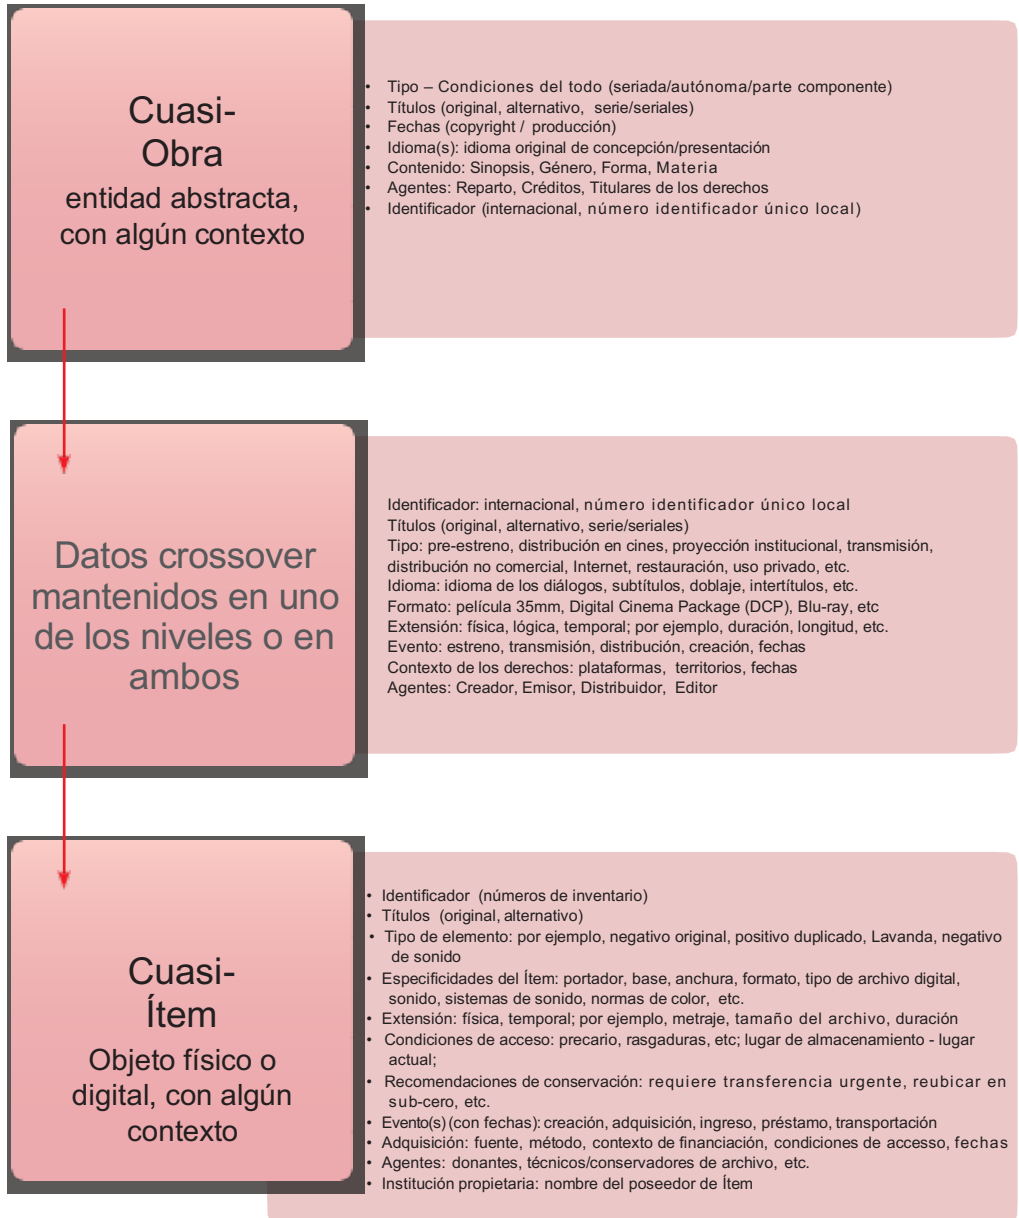 Cuasi-
Obra
entidad abstracta,
con algún contexto
• Tipo – Condiciones del todo (seriada/autónoma/parte componente)
• Títulos (original, alternativo, serie/seriales)
• Fechas (copyright / producción)
• Idioma(s): idioma original de concepción/presentación
• Contenido: Sinopsis, Género, Forma, Materia
• Agentes: Reparto, Créditos, Titulares de los derechos
• Identificador (internacional, número identificador único local)
Datos crossover
mantenidos en uno
de los niveles o en
ambos
Identificador: internacional, número identificador único local
Títulos (original, alternativo, serie/seriales)
Tipo: pre-estreno, distribución en cines, proyección institucional, transmisión,
distribución no comercial, Internet, restauración, uso privado, etc.
Idioma: idioma de los diálogos, subtítulos, doblaje, intertítulos, etc.
Formato: película 35mm, Digital Cinema Package (DCP), Blu-ray, etc
Extensión: física, lógica, temporal; por ejemplo, duración, longitud, etc.
Evento: estreno, transmisión, distribución, creación, fechas
Contexto de los derechos: plataformas, territorios, fechas
Agentes: Creador, Emisor, Distribuidor, Editor
Cuasi-
Ítem
Objeto físico o
digital, con algún
contexto
• Identificador (números de inventario)
• Títulos (original, alternativo)
• Tipo de elemento: por ejemplo, negativo original, positivo duplicado, Lavanda, negativo
de sonido
• Especificidades del Ítem: portador, base, anchura, formato, tipo de archivo digital,
sonido, sistemas de sonido, normas de color, etc.
• Extensión: física, temporal; por ejemplo, metraje, tamaño del archivo, duración
• Condiciones de acceso: precario, rasgaduras, etc; lugar de almacenamiento - lugar
actual;
• Recomendaciones de conservación: requiere transferencia urgente, reubicar en
sub-cero, etc.
• Evento(s) (con fechas): creación, adquisición, ingreso, préstamo, transportación
• Adquisición: fuente, método, contexto de financiación, condiciones de accesso, fechas
• Agentes: donantes, técnicos/conservadores de archivo, etc.
• Institución propietaria: nombre del poseedor de Ítem